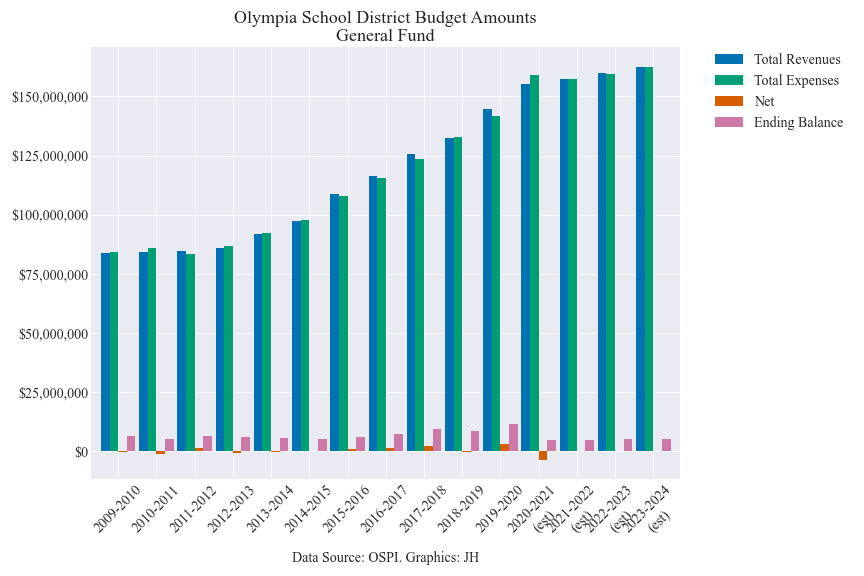 Olympia School District Budget Amounts
General Fund
Total Revenues
Total Expenses
Net
Ending Balance
$150,000,000
$125,000,000
$100,000,000
$75,000,000
$50,000,000
$25,000,000
$0
2009-2010
2010-2011
2011-2012
2012-2013
2013-2014
2014-2015
2015-2016
2016-2017
2017-2018
2018-2019
2019-2020
2020-2021
(est)
2021-2022
(est)
2022-2023
(est)
2023-2024
(est)
Data Source: OSPI. Graphics: JH